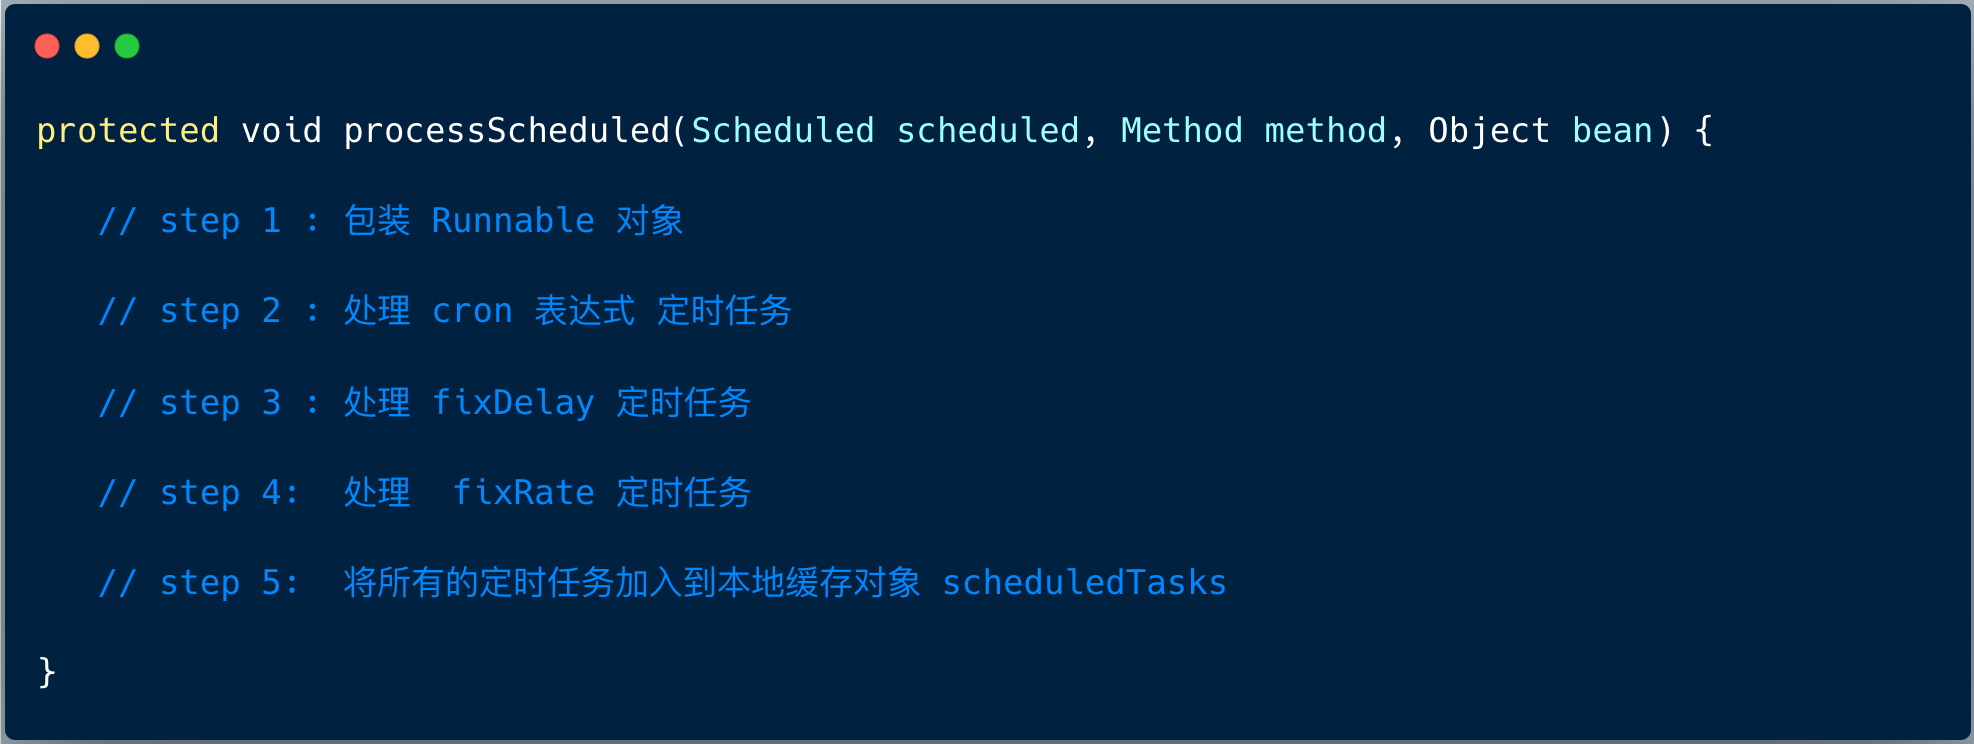 protected void processScheduled(Scheduled scheduled, Method method, Object bean) {
// step 1 : 包装 Runnable 对象
// step 2 : 处理 cron 表达式 定时任务
// step 3 : 处理 fixDelay 定时任务
// step 4:  处理  fixRate 定时任务
// step 5:  将所有的定时任务加入到本地缓存对象 scheduledTasks
}